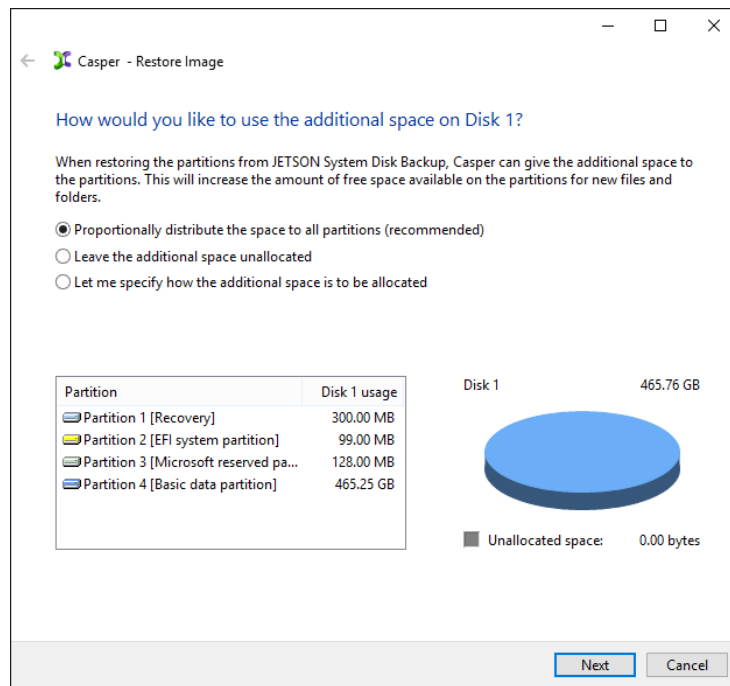 Casper - Restore Image
How would you like to use the additional space on Disk 1?
When restoring the partitions from JETSON System Disk Backup, Casper can give the additional space to
the partitions. This will increase the amount of free space available on the partitions for new files and
folders.
Proportionally distribute the space to all partitions (recommended)
Leave the additional space unallocated
Let me specify how the additional space is to be allocated
Partition Disk 1 usage
Partition 1 [Recovery] 300.00 MB
Partition 2 [EFI system partition] 99.00 MB
Partition 3 [Microsoft reserved pa... 128.00 MB
Partition 4 [Basic data partition] 465.25 GB
Disk 1 465.76 GB
Unallocated space: 0.00 bytes
Next Cancel